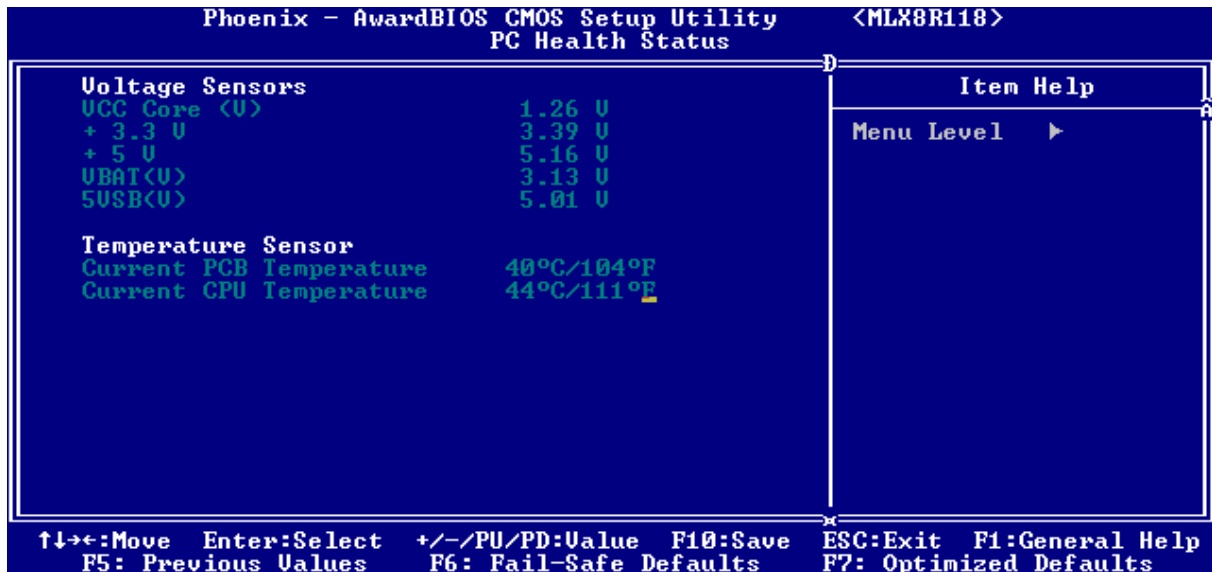 Phoenix - AwardBIOS CMOS Setup Utility <MLX8R118>
PC Health Status
Voltage Sensors
VCC Core (V) 1.26 V
+ 3.3 V 3.39 V
+ 5 V 5.16 V
VBAT(V) 3.13 V
5VSB(V) 5.01 V
Temperature Sensor
Current PCB Temperature 40ºC/104ºF
Current CPU Temperature 44ºC/111ºF
Item Help
Menu Level ►
↑↓→←:Move Enter:Select +/-/PU/PD:Value F10:Save ESC:Exit F1:General Help
F5: Previous Values F6: Fail-Safe Defaults F7: Optimized Defaults